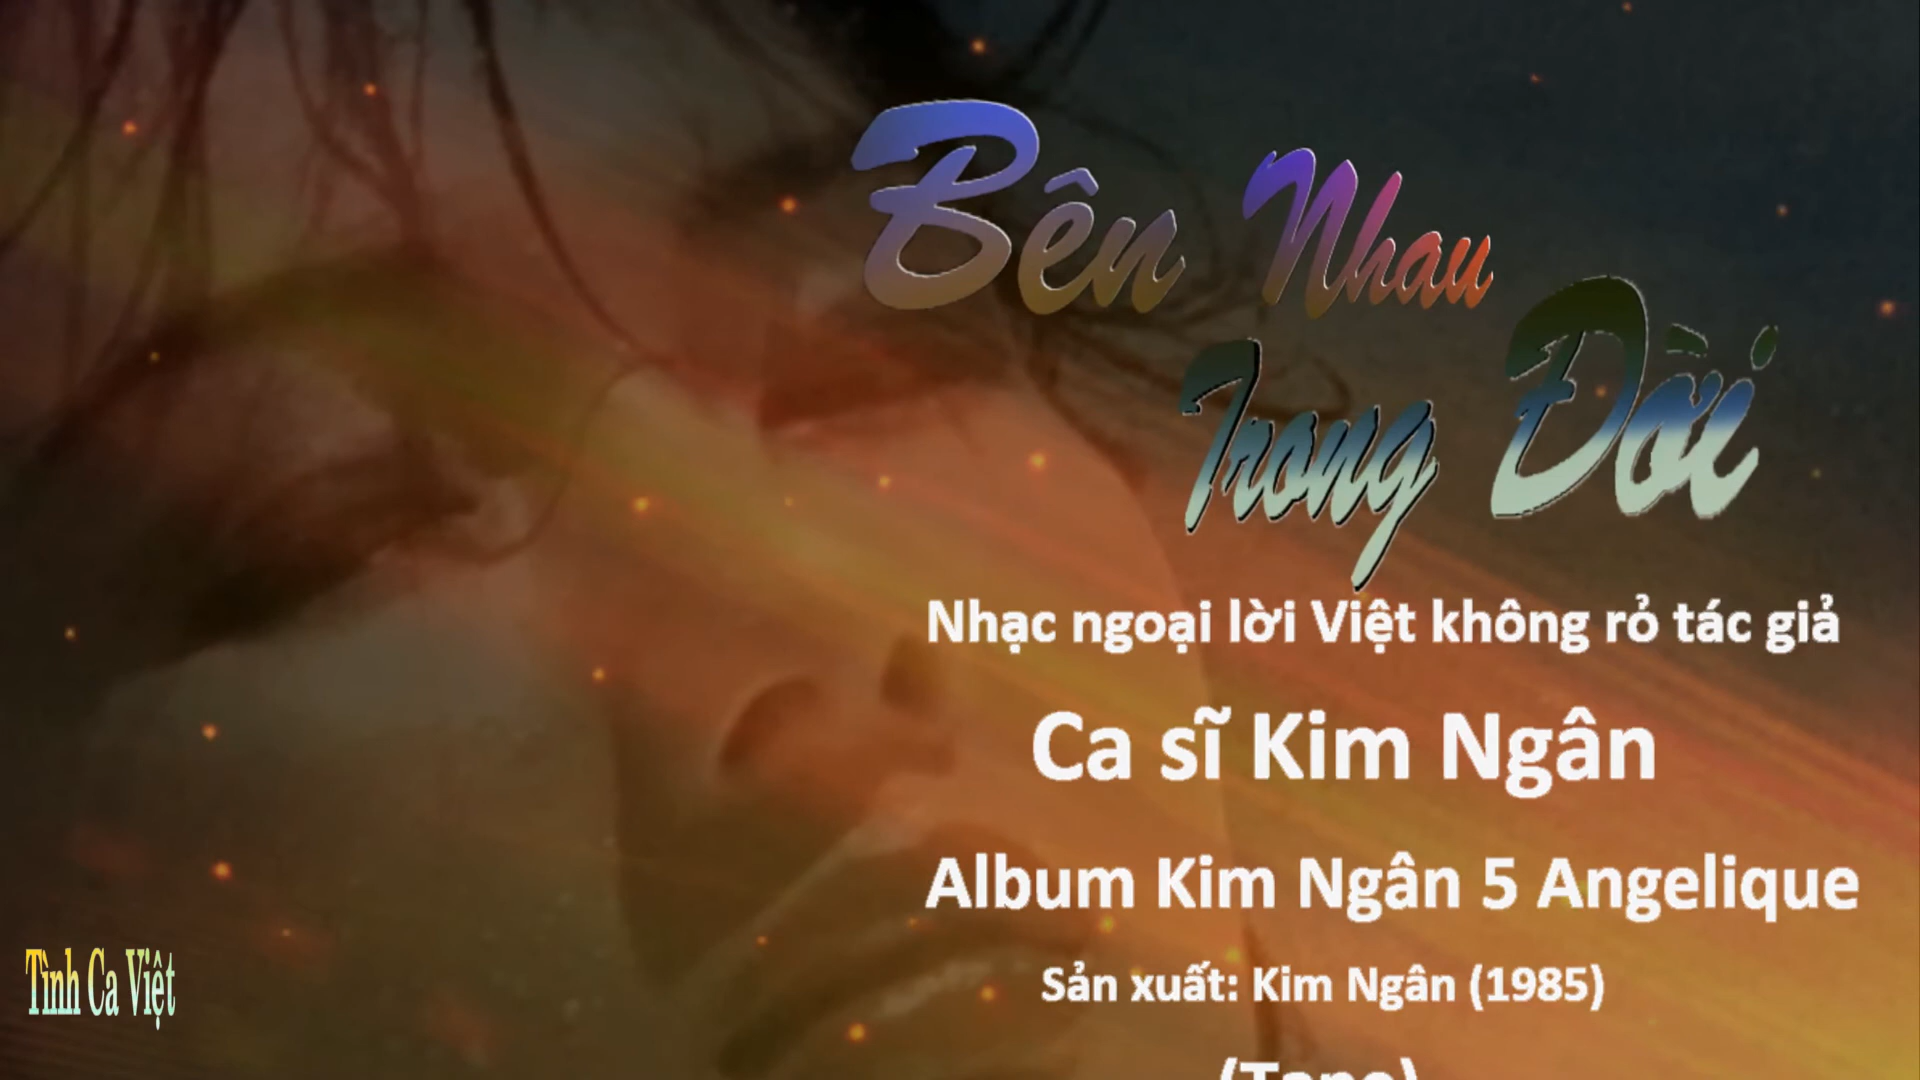 Bên Nhau
Trong Đời
Nhạc ngoại lời Việt không rỏ tác giả
Ca sĩ Kim Ngân
Album Kim Ngân 5 Angelique
Sản xuất: Kim Ngân (1985)
(Tape)
Tình Ca Việt